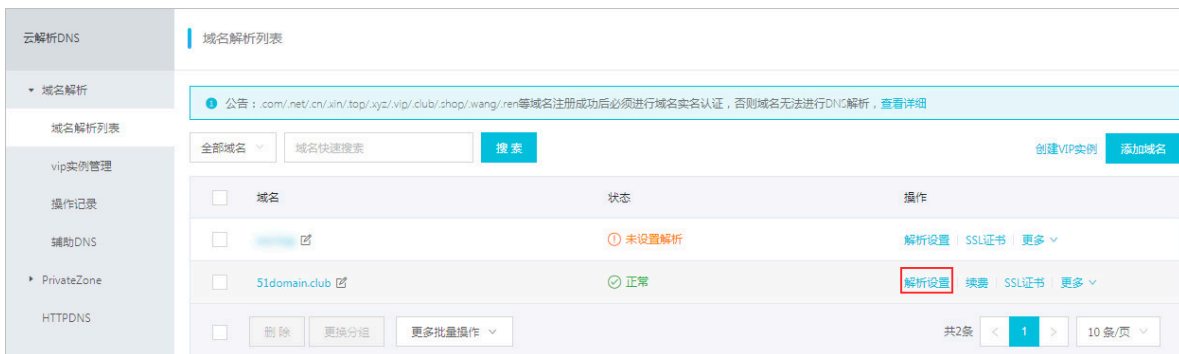 云解析DNS
域名解析列表
域名解析
公告：.com/.net/.cn/.xin/.top/.xyz/.vip/.club/.shop/.wang/.ren等域名注册成功后必须进行域名实名认证，否则域名无法进行DNS解析，查看详细
域名解析列表
全部域名 域名快速搜索 搜索 创建VIP实例 添加域名
vip实例管理
操作记录
域名 状态 操作
辅助DNS
未设置解析 解析设置 SSL证书 更多
PrivateZone
51domain.club 正常 解析设置 续费 SSL证书 更多
HTTPDNS
删除 更换分组 更多批量操作 共2条 < 1 > 10条/页